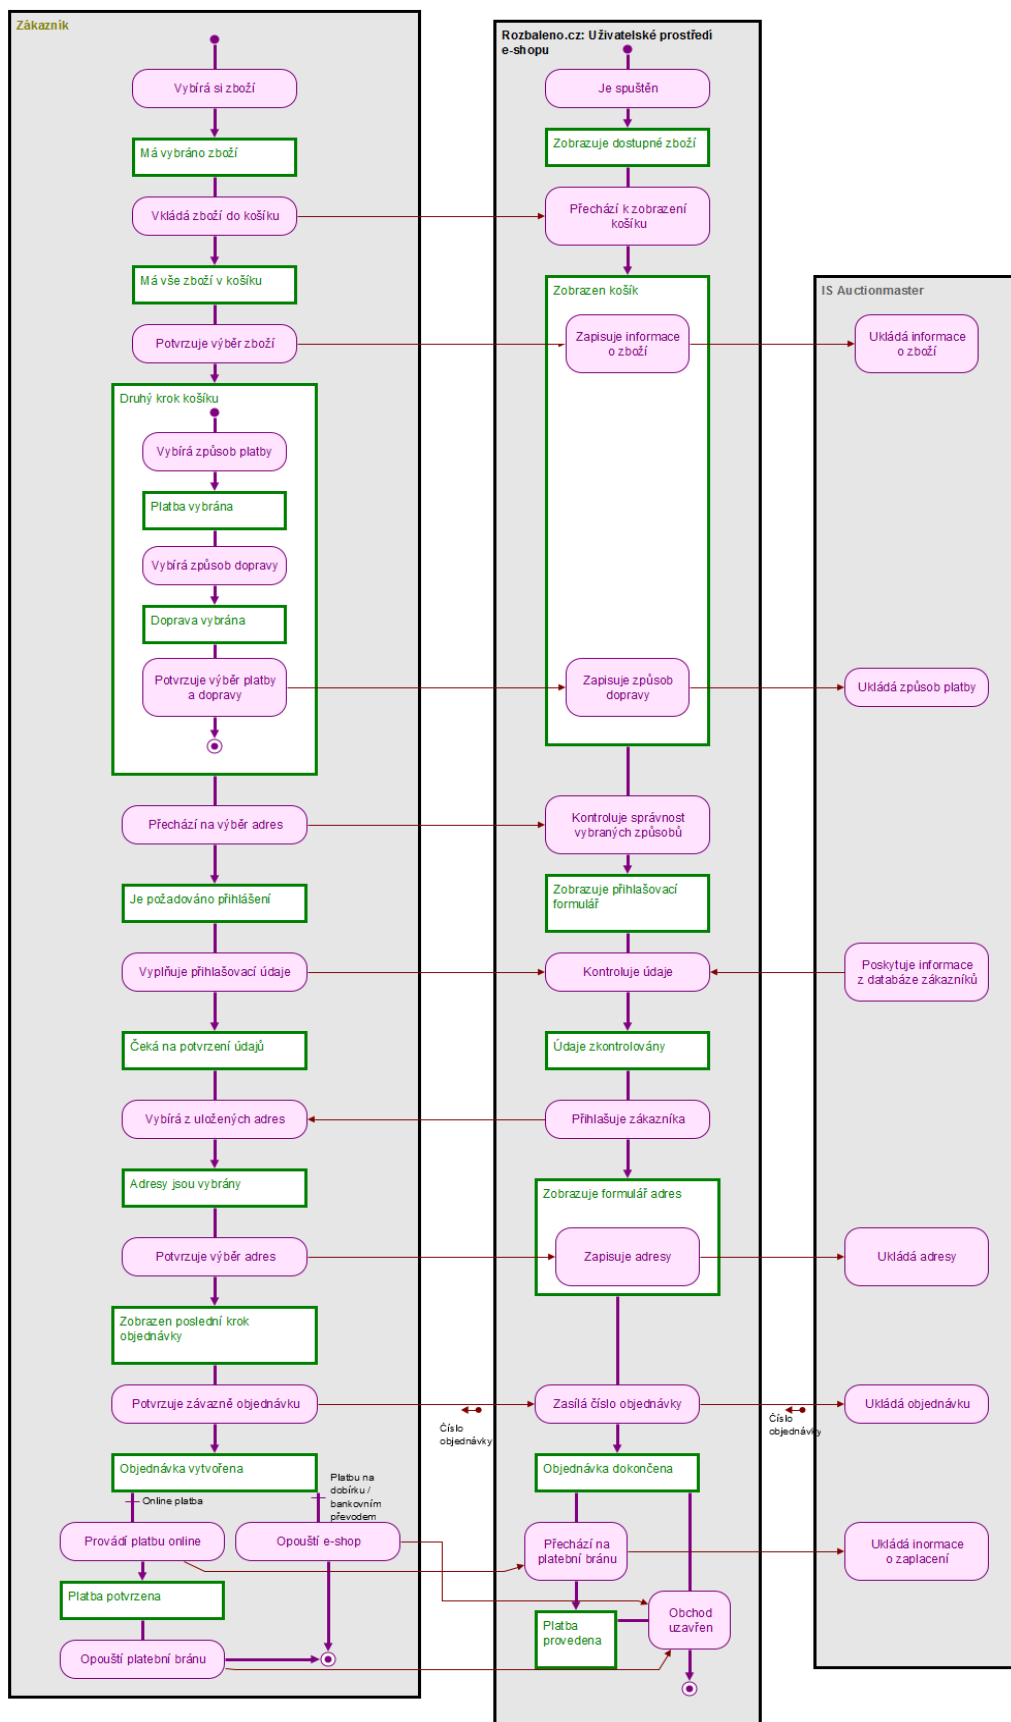 Zákazník
Vybírá si zboží
Má vybráno zboží
Vkládá zboží do košíku
Má vše zboží v košíku
Potvrzuje výběr zboží
Druhý krok košíku
Vybírá způsob platby
Platba vybrána
Vybírá způsob dopravy
Doprava vybrána
Potvrzuje výběr platby
a dopravy
Přechází na výběr adres
Je požadováno přihlášení
Vyplňuje přihlašovací údaje
Čeká na potvrzení údajů
Vybírá z uložených adres
Adresy jsou vybrány
Potvrzuje výběr adres
Zobrazen poslední krok
objednávky
Potvrzuje závazně objednávku
Objednávka vytvořena
Online platba
Platbu na
dobírku /
bankovním
převodem
Provádí platbu online
Opouští e-shop
Platba potvrzena
Opouští platební bránu
Číslo
objednávky
Rozbaleno.cz: Uživatelské prostředí
e-shopu
Je spuštěn
Zobrazuje dostupné zboží
Přechází k zobrazení
košíku
Zobrazen košík
Zapisuje informace
o zboží
Zapisuje způsob
dopravy
Kontroluje správnost
vybraných způsobů
Zobrazuje přihlašovací
formulář
Kontroluje údaje
Údaje zkontrolovány
Přihlašuje zákazníka
Zobrazuje formulář adres
Zapisuje adresy
Zasílá číslo objednávky
Objednávka dokončena
Přechází na
platební bránu
Platba
provedena
Obchod
uzavřen
Číslo
objednávky
IS Auctionmaster
Ukládá informace
o zboží
Ukládá způsob platby
Poskytuje informace
z databáze zákazníků
Ukládá adresy
Ukládá objednávku
Ukládá inormace
o zaplacení